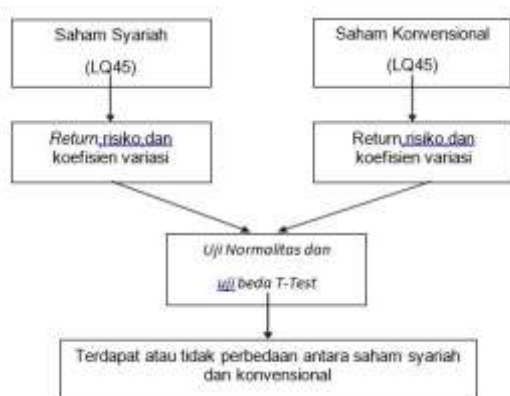 Saham Syariah
(LQ45)
Saham Konvensional
(LQ45)
Return,risiko,dan
koefisien variasi
Return,risiko,dan
koefisien variasi
Uji Normalitas dan
uji beda T-Test
Terdapat atau tidak perbedaan antara saham syariah
dan konvensional